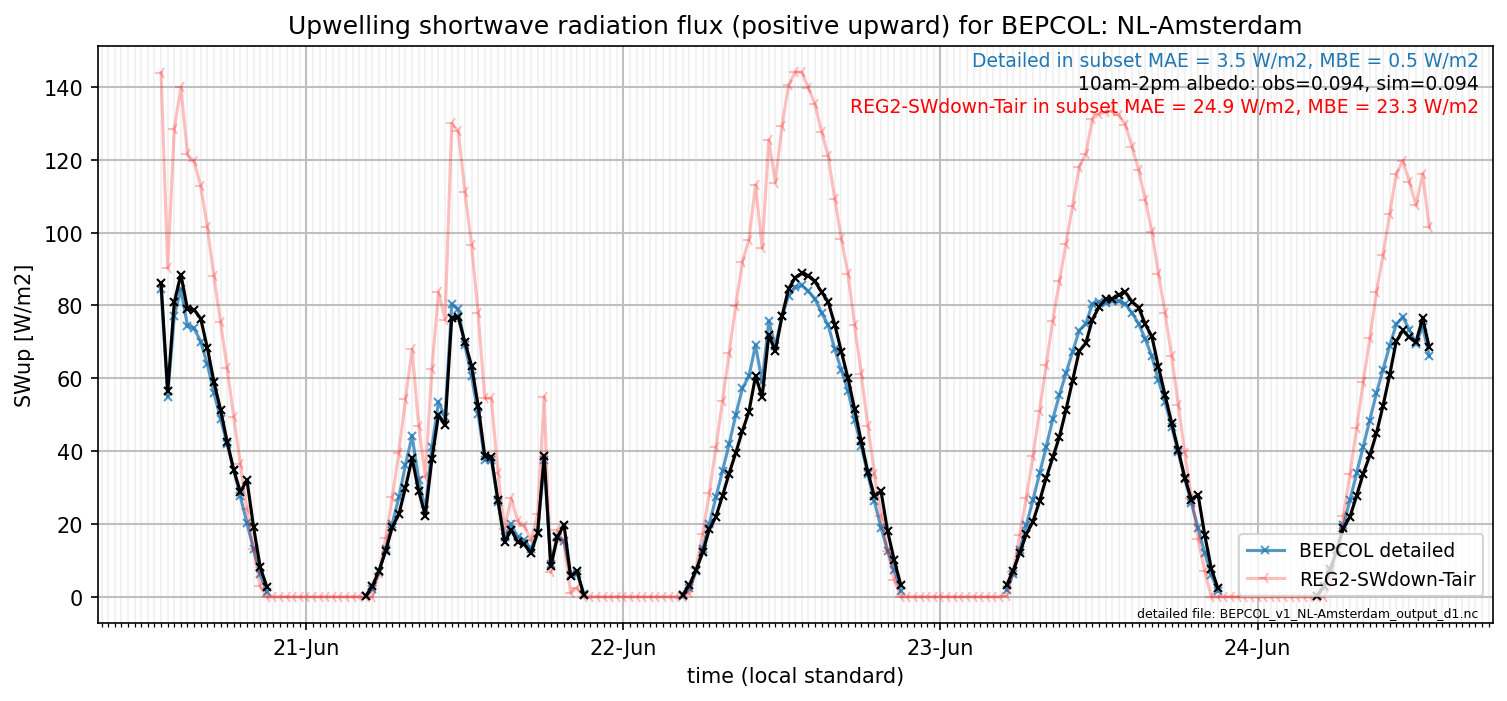 Upwelling shortwave radiation flux (positive upward) for BEPCOL: NL-Amsterdam
Detailed in subset MAE = 3.5 W/m2, MBE = 0.5 W/m2
10am-2pm albedo: obs=0.094, sim=0.094
REG2-SWdown-Tair in subset MAE = 24.9 W/m2, MBE = 23.3 W/m2
SWup [W/m2]
140
120
100
80
60
40
20
0
BEPCOL detailed
REG2-SWdown-Tair
detailed file: BEPCOL_v1_NL-Amsterdam_output_d1.nc
21-Jun 22-Jun 23-Jun 24-Jun
time (local standard)